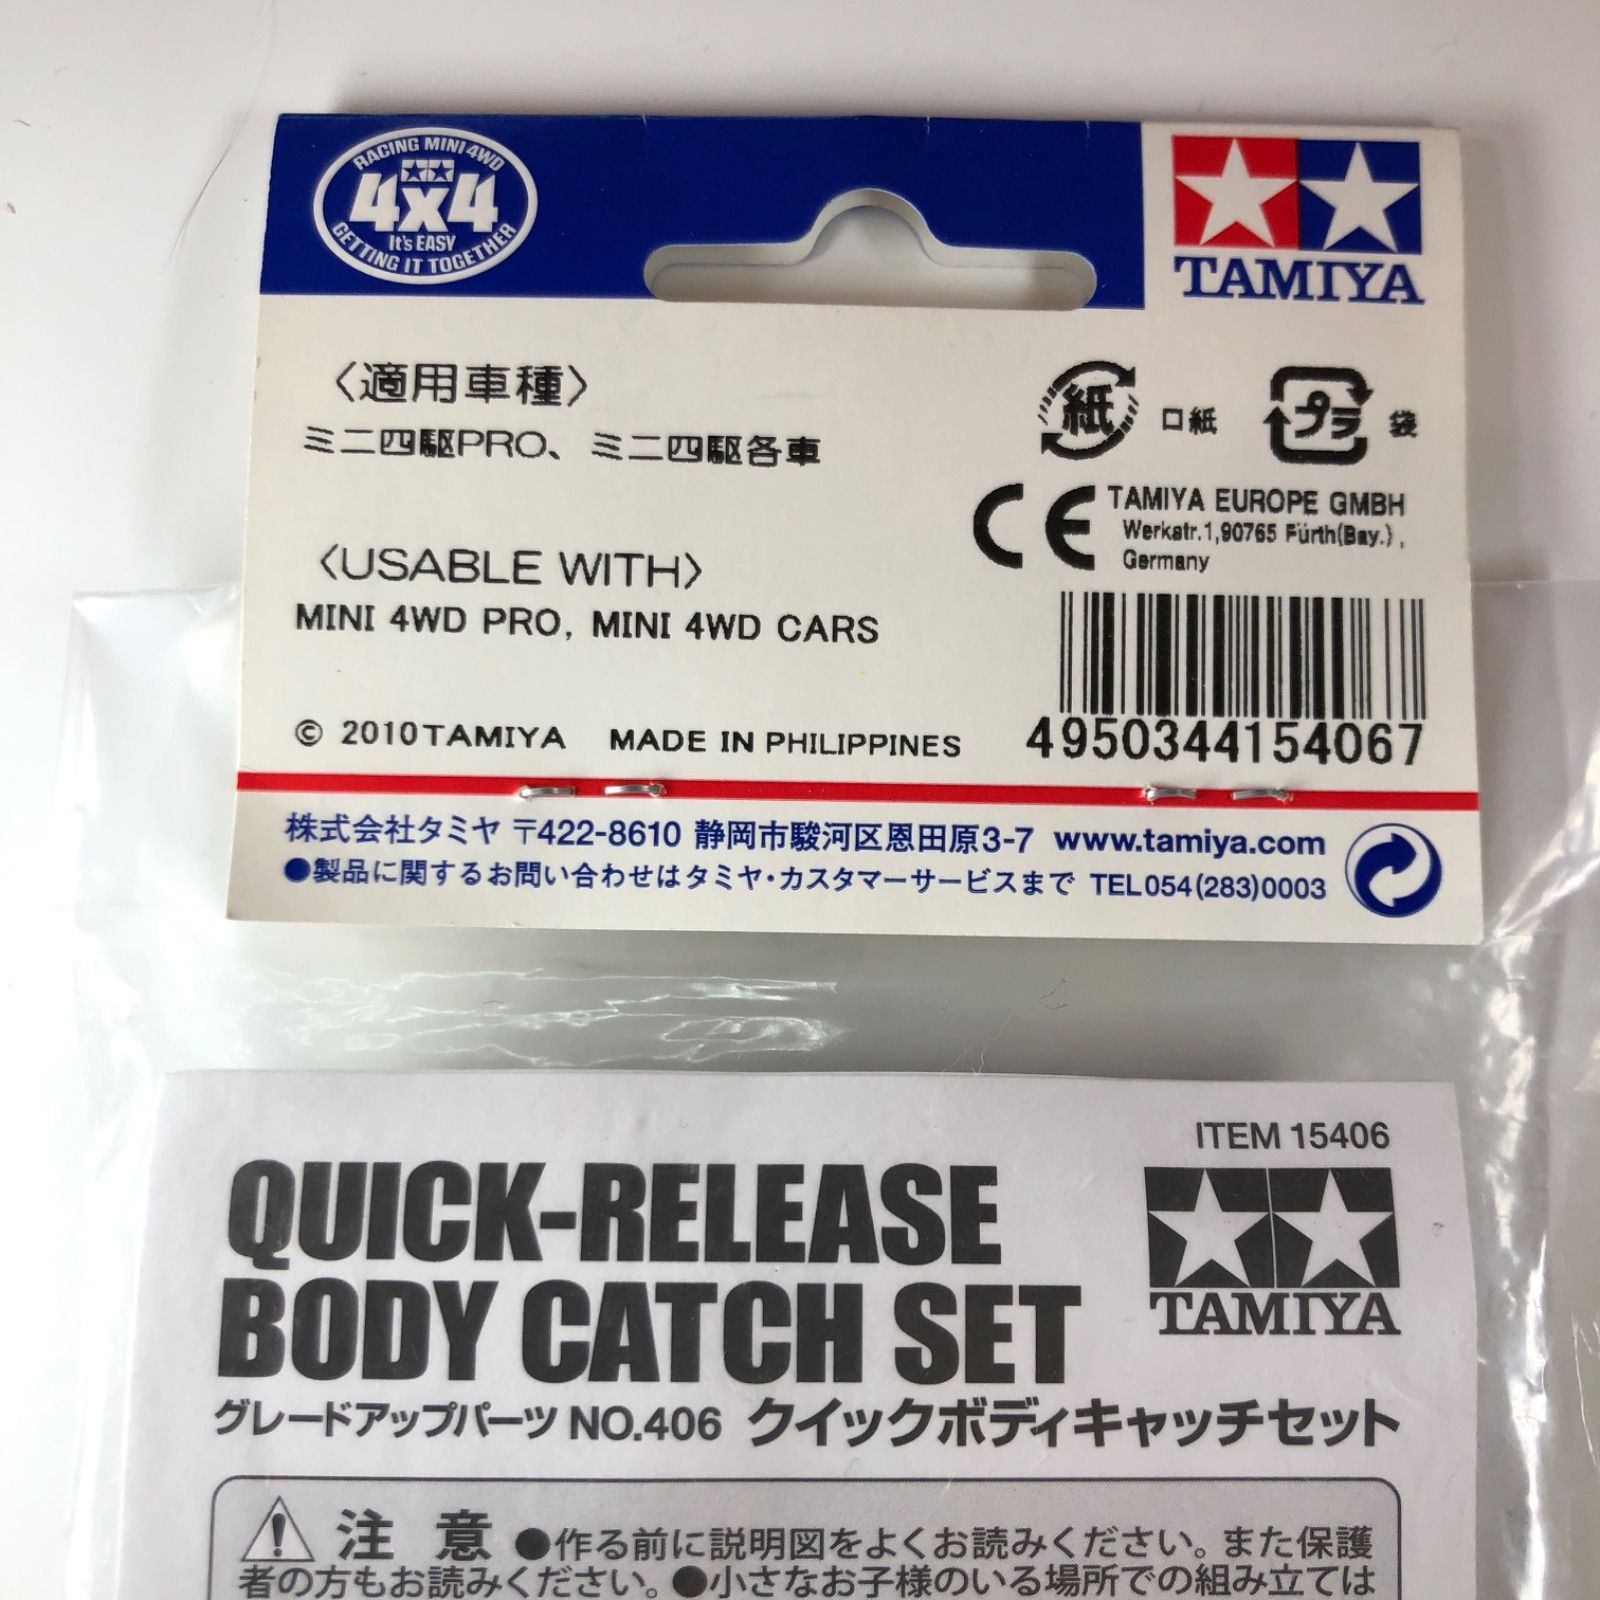 RACING MINI 4WD
4x4
It's EASY
GETTING IT TOGETHER
TAMIYA
〈適用車種〉
ミニ四駆PRO、ミニ四駆各車
紙 口紙
プラ 袋
〈USABLE WITH〉
MINI 4WD PRO, MINI 4WD CARS
CE TAMIYA EUROPE GMBH
Werkstr.1,90765 Fürth(Bay.),
Germany
4950344154067
© 2010 TAMIYA MADE IN PHILIPPINES
株式会社タミヤ 〒422-8610 静岡市駿河区恩田原3-7 www.tamiya.com
●製品に関するお問い合わせはタミヤ・カスタマーサービスまで TEL054(283)0003
ITEM 15406
QUICK-RELEASE
BODY CATCH SET
TAMIYA
グレードアップパーツ NO.406 クイックボディキャッチセット
注意 ●作る前に説明図をよくお読みください。また保護
者の方もお読みください。●小さなお子様のいる場所での組み立ては